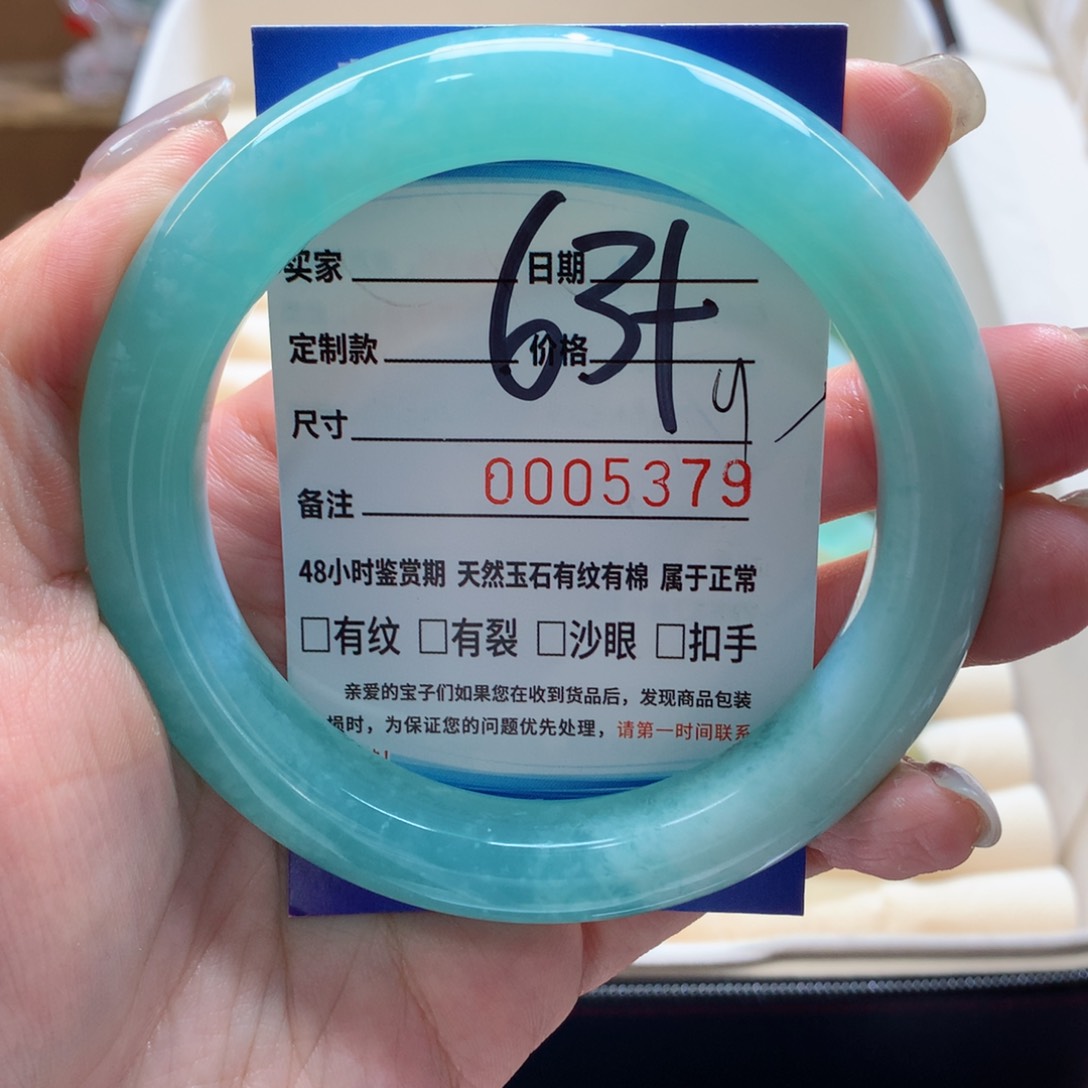 买家 日期
63+
定制款 价格
y
尺寸
0005379
备注
48小时鉴赏期 天然玉石有纹有棉 属于正常
□有纹 □有裂 □沙眼 □扣手
亲爱的宝子们如果您在收到货品后，发现商品包装
损时，为保证您的问题优先处理，请第一时间联系